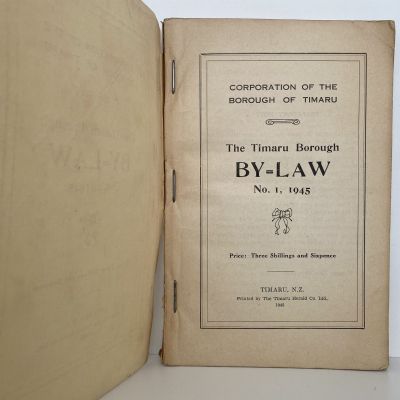 CORPORATION OF THE
BOROUGH OF TIMARU
The Timaru Borough
BY=LAW
No. 1, 1945
Price: Three Shillings and Sixpence
TIMARU, N.Z.
Printed by The Timaru Herald Co. Ltd.,
1945